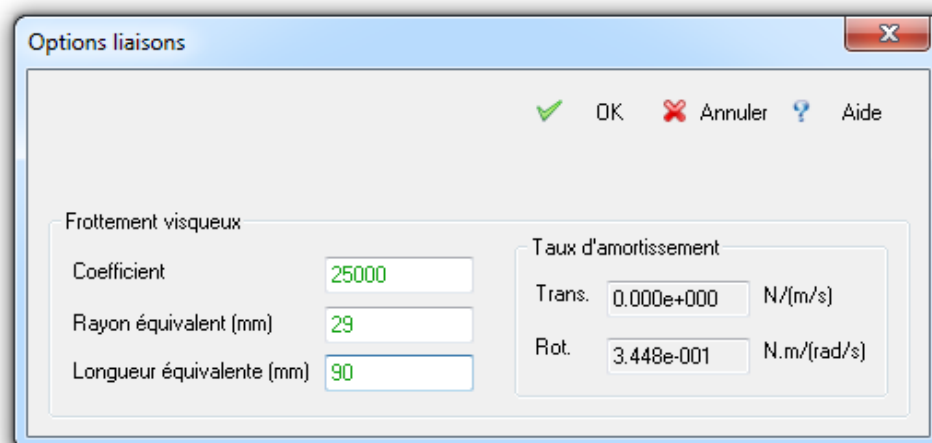 Options liaisons
OK Annuler ? Aide
Frottement visqueux
Coefficient 25000
Rayon équivalent (mm) 29
Longueur équivalente (mm) 90
Taux d'amortissement
Trans. 0.000e+000 N/(m/s)
Rot. 3.448e-001 N.m/(rad/s)